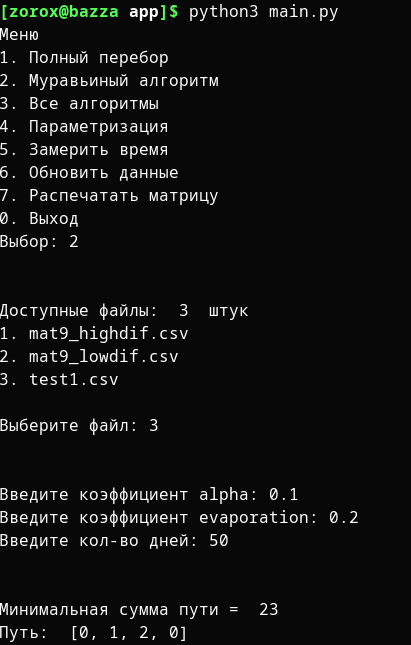 [zorox@bazza app]$ python3 main.py
Меню
1. Полный перебор
2. Муравьиный алгоритм
3. Все алгоритмы
4. Параметризация
5. Замерить время
6. Обновить данные
7. Распечатать матрицу
0. Выход
Выбор: 2
Доступные файлы:  3  штук
1. mat9_highdif.csv
2. mat9_lowdif.csv
3. test1.csv
Выберите файл: 3
Введите коэффициент alpha: 0.1
Введите коэффициент evaporation: 0.2
Введите кол-во дней: 50
Минимальная сумма пути =  23
Путь:  [0, 1, 2, 0]